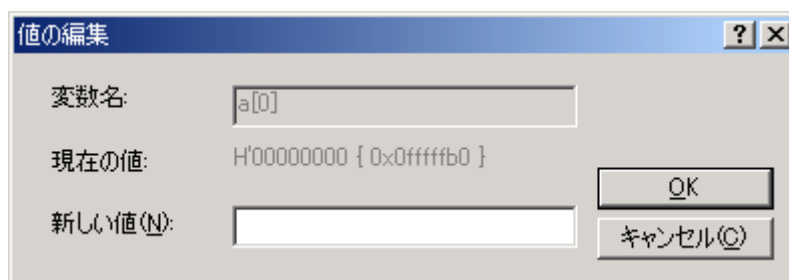 値の編集
変数名:
a[0]
現在の値:
H'00000000 { 0x0fffffb0 }
新しい値(N):
OK
キャンセル(C)